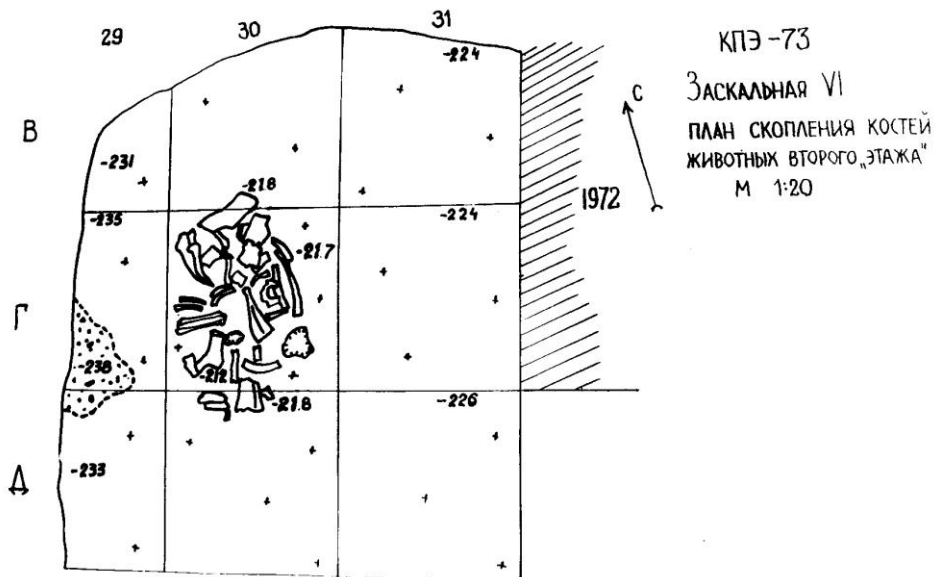 29 30 31
КПЭ-73
ЗАСКАЛЬНАЯ VI
ПЛАН СКОПЛЕНИЯ КОСТЕЙ
ЖИВОТНЫХ ВТОРОГО „ЭТАЖА"
М 1:20
С
1972
-224
В
-231
-218
-235
-224
-21.7
Г
-238
-212
-21.8
-226
-233
Д